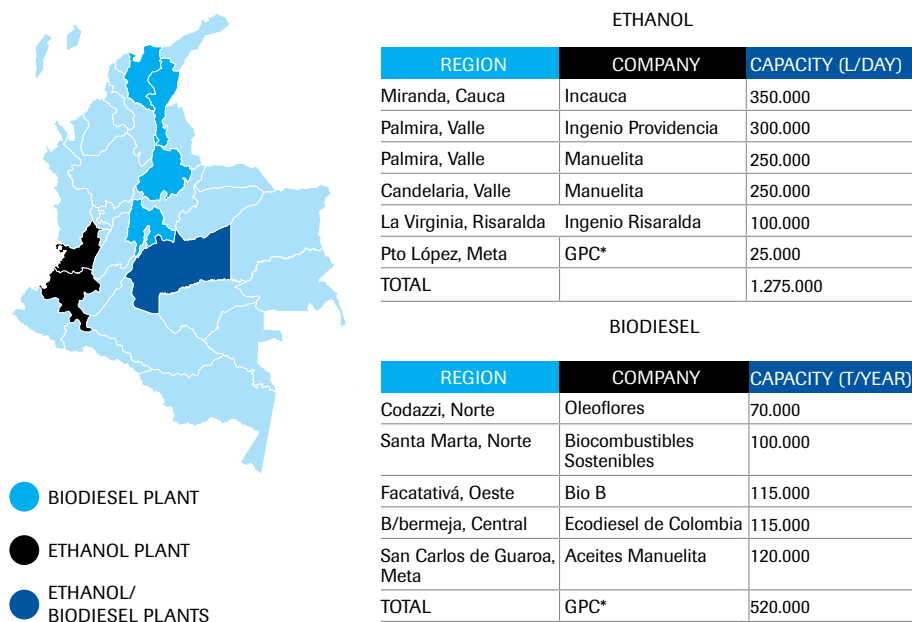 ETHANOL
REGION COMPANY CAPACITY (L/DAY)
Miranda, Cauca Incauca 350.000
Palmira, Valle Ingenio Providencia 300.000
Palmira, Valle Manuelita 250.000
Candelaria, Valle Manuelita 250.000
La Virginia, Risaralda Ingenio Risaralda 100.000
Pto López, Meta GPC* 25.000
TOTAL 1.275.000
BIODIESEL
REGION COMPANY CAPACITY (T/YEAR)
Codazzi, Norte Oleoflores 70.000
Santa Marta, Norte Biocombustibles 100.000
Sostenibles
Facatativá, Oeste Bio B 115.000
B/bermeja, Central Ecodiesel de Colombia 115.000
San Carlos de Guaroa, Aceites Manuelita 120.000
Meta
TOTAL GPC* 520.000
BIODIESEL PLANT
ETHANOL PLANT
ETHANOL/
BIODIESEL PLANTS